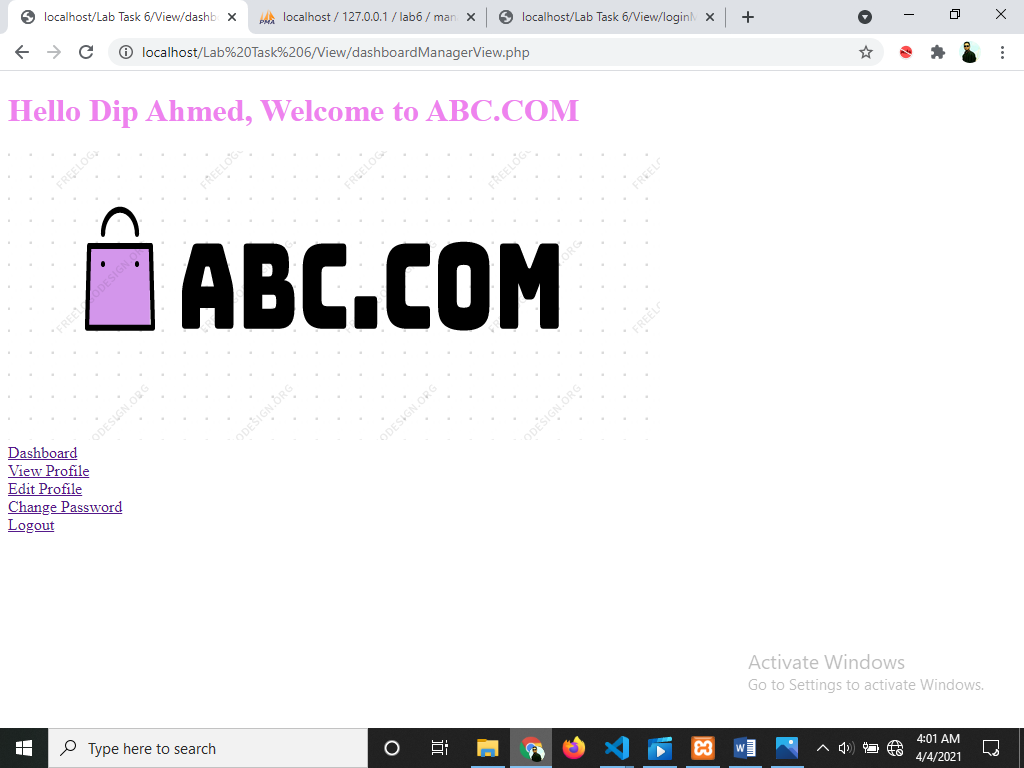 localhost/Lab Task 6/View/dashb
localhost / 127.0.0.1 / lab6 / man
localhost/Lab Task 6/View/loginM
localhost/Lab%20Task%206/View/dashboardManagerView.php
Hello Dip Ahmed, Welcome to ABC.COM
ABC.COM
Dashboard
View Profile
Edit Profile
Change Password
Logout
Activate Windows
Go to Settings to activate Windows.
Type here to search
4:01 AM
4/4/2021